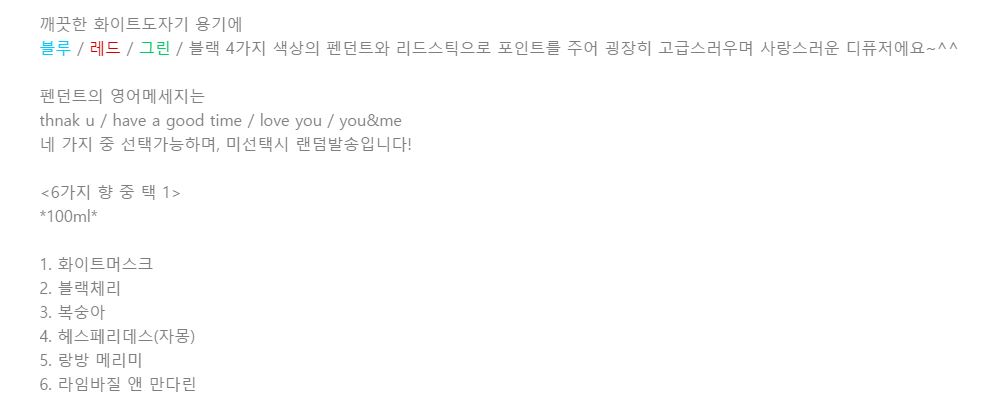 깨끗한 화이트도자기 용기에
블루 / 레드 / 그린 / 블랙 4가지 색상의 펜던트와 리드스틱으로 포인트를 주어 굉장히 고급스러우며 사랑스러운 디퓨저에요~^^
펜던트의 영어메세지는
thnak u / have a good time / love you / you&me
네 가지 중 선택가능하며, 미선택시 랜덤발송입니다!
<6가지 향 중 택 1>
*100ml*
1. 화이트머스크
2. 블랙체리
3. 복숭아
4. 헤스페리데스(자몽)
5. 랑방 메리미
6. 라임바질 앤 만다린